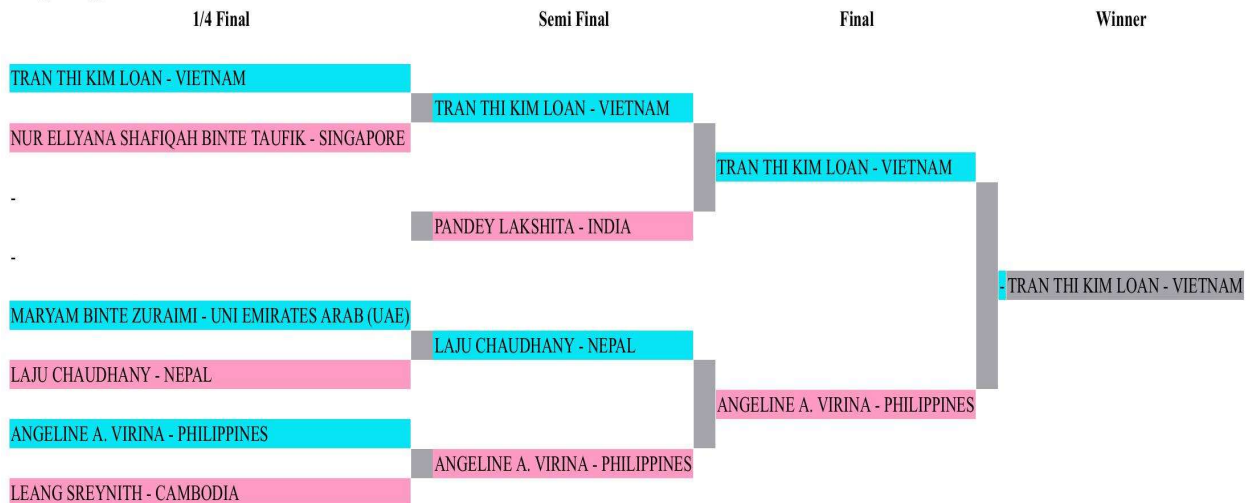 1/4 Final
Semi Final
Final
Winner
TRAN THI KIM LOAN - VIETNAM
NUR ELLYANA SHAFIQAH BINTE TAUFIK - SINGAPORE
-
-
MARYAM BINTE ZURAIMI - UNI EMIRATES ARAB (UAE)
LAJU CHAUDHANY - NEPAL
ANGELINE A. VIRINA - PHILIPPINES
LEANG SREYNITH - CAMBODIA
TRAN THI KIM LOAN - VIETNAM
PANDEY LAKSHITA - INDIA
LAJU CHAUDHANY - NEPAL
ANGELINE A. VIRINA - PHILIPPINES
TRAN THI KIM LOAN - VIETNAM
ANGELINE A. VIRINA - PHILIPPINES
- TRAN THI KIM LOAN - VIETNAM